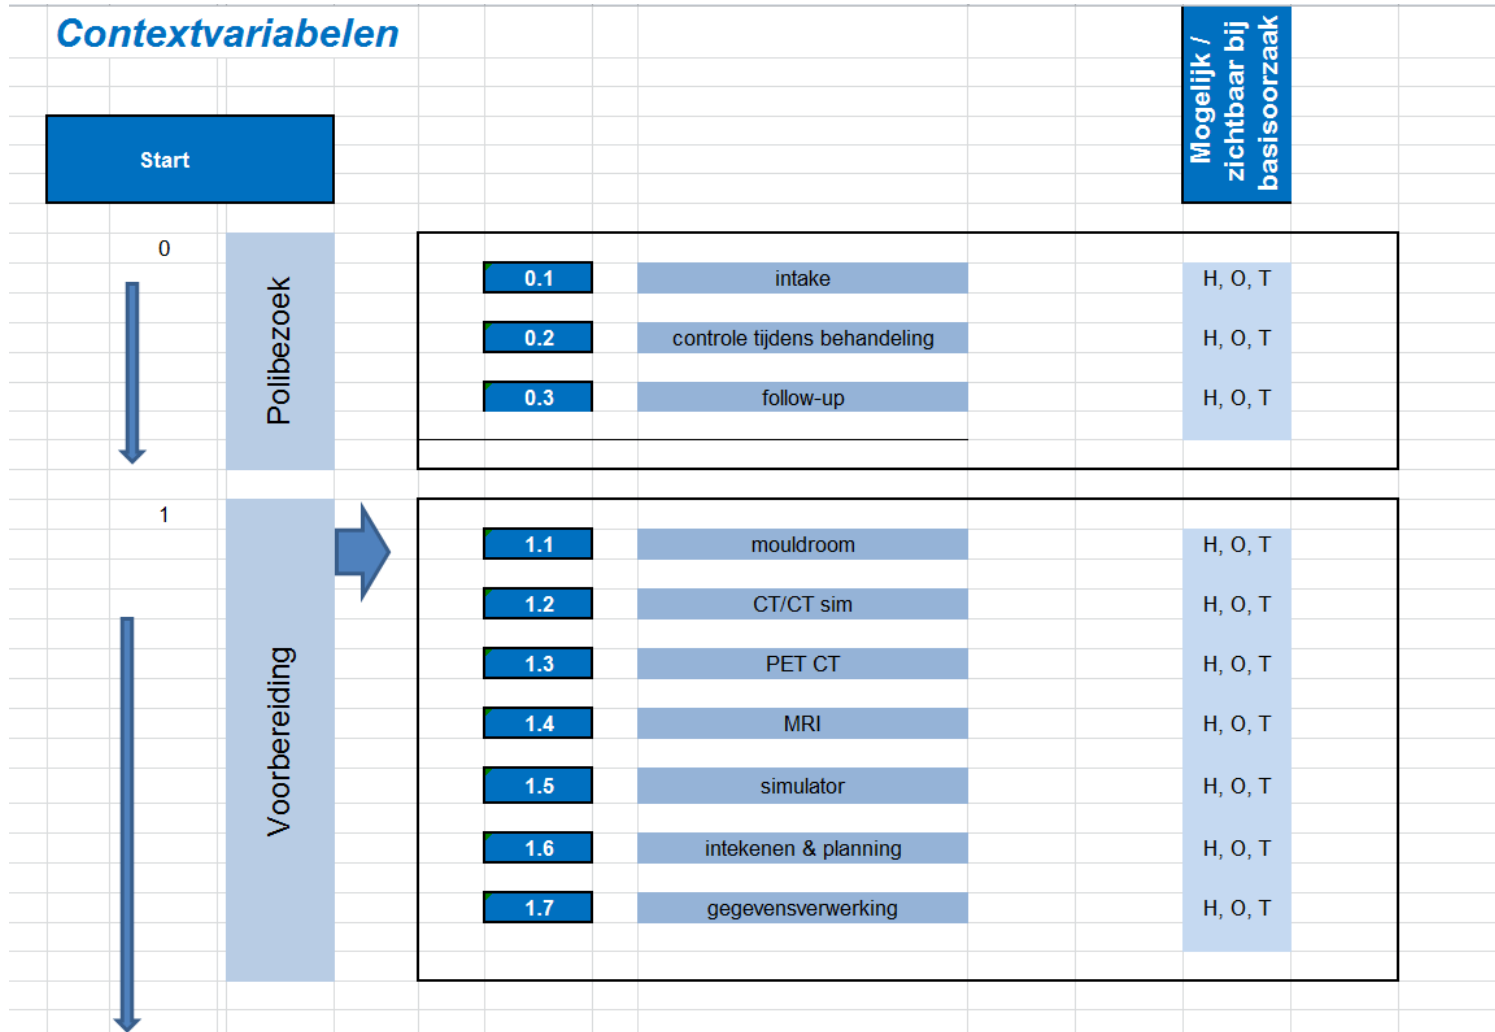 Contextvariabelen
Mogelijk /
zichtbaar bij
basisoorzaak
Start
0
Polibezoek
0.1 intake H, O, T
0.2 controle tijdens behandeling H, O, T
0.3 follow-up H, O, T
1
Voorbereiding
1.1 mouldroom H, O, T
1.2 CT/CT sim H, O, T
1.3 PET CT H, O, T
1.4 MRI H, O, T
1.5 simulator H, O, T
1.6 intekenen & planning H, O, T
1.7 gegevensverwerking H, O, T